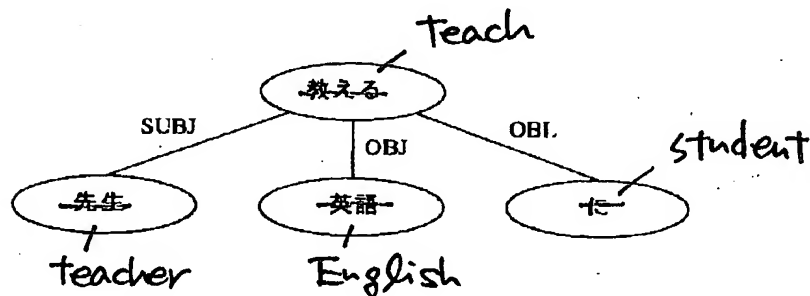 Teach
教える
SUBJ
OBJ
OBL
student
先生
英語
に
teacher
English